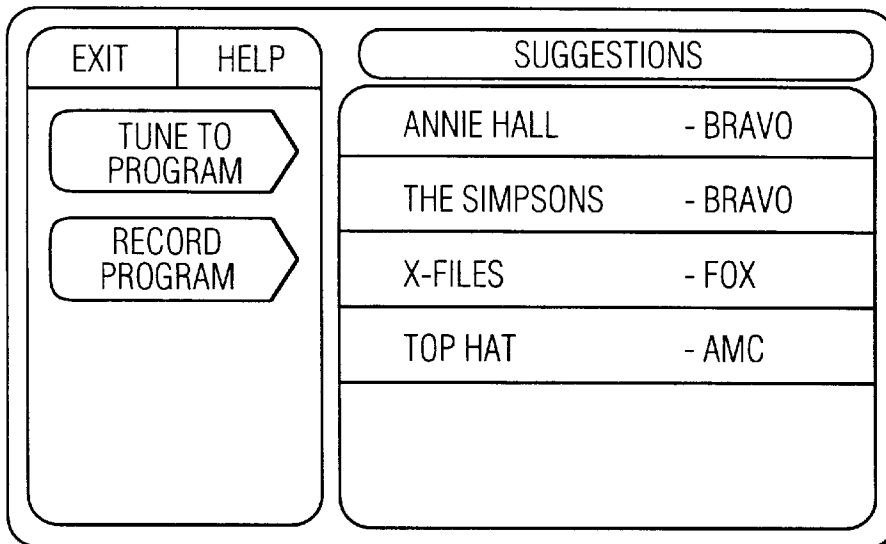 EXIT
HELP
TUNE TO
PROGRAM
RECORD
PROGRAM
SUGGESTIONS
ANNIE HALL - BRAVO
THE SIMPSONS - BRAVO
X-FILES - FOX
TOP HAT - AMC